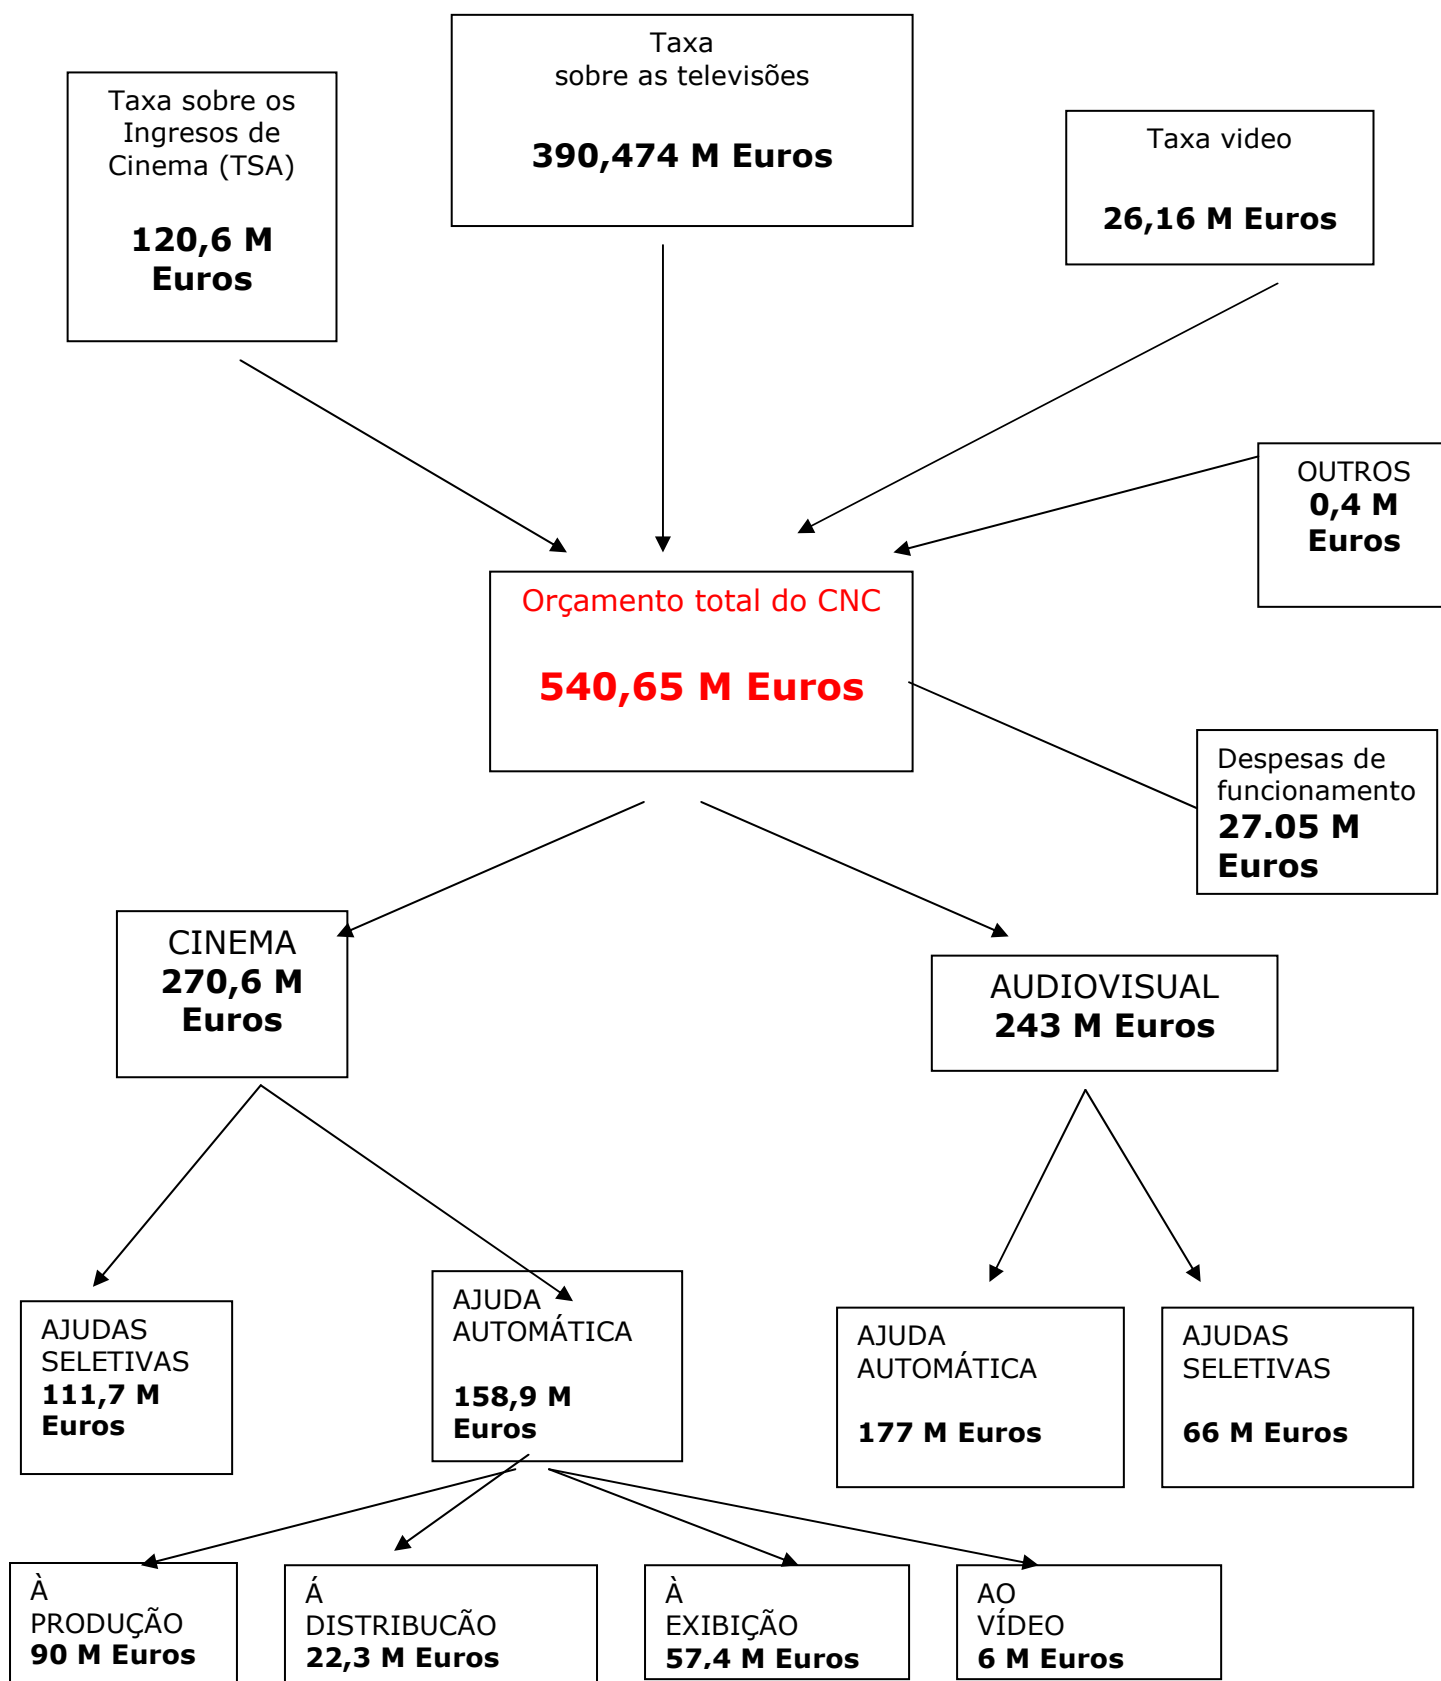 Taxa
sobre as televisões
390,474 M Euros
Taxa sobre os
Ingresos de
Cinema (TSA)
120,6 M
Euros
Taxa video
26,16 M Euros
OUTROS
0,4 M
Euros
Orçamento total do CNC
540,65 M Euros
Despesas de
funcionamento
27.05 M
Euros
CINEMA
270,6 M
Euros
AUDIOVISUAL
243 M Euros
AJUDAS
SELETIVAS
111,7 M
Euros
AJUDA
AUTOMÁTICA
158,9 M
Euros
AJUDA
AUTOMÁTICA
177 M Euros
AJUDAS
SELETIVAS
66 M Euros
À
PRODUÇÃO
90 M Euros
Á
DISTRIBUCÃO
22,3 M Euros
À
EXIBIÇÃO
57,4 M Euros
AO
VÍDEO
6 M Euros